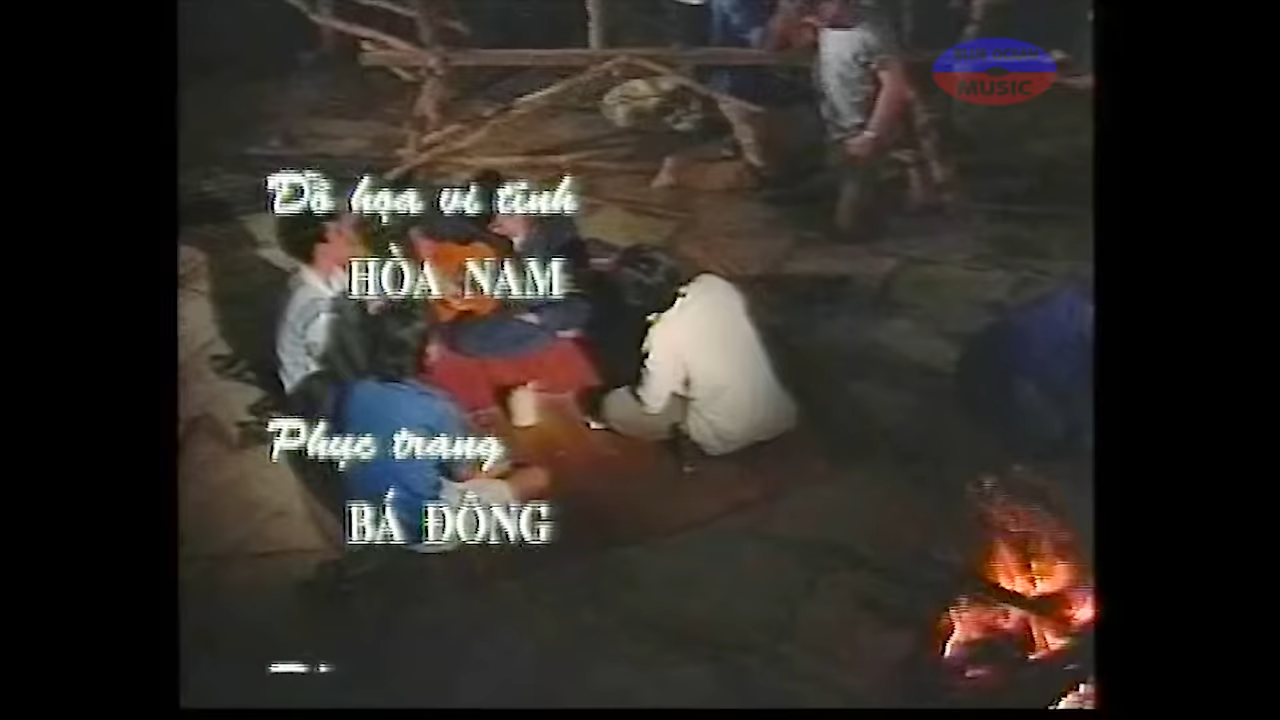 MUSIC
Đồ họa vi tính
HÒA NAM
Phục trang
BÁ ĐÔNG